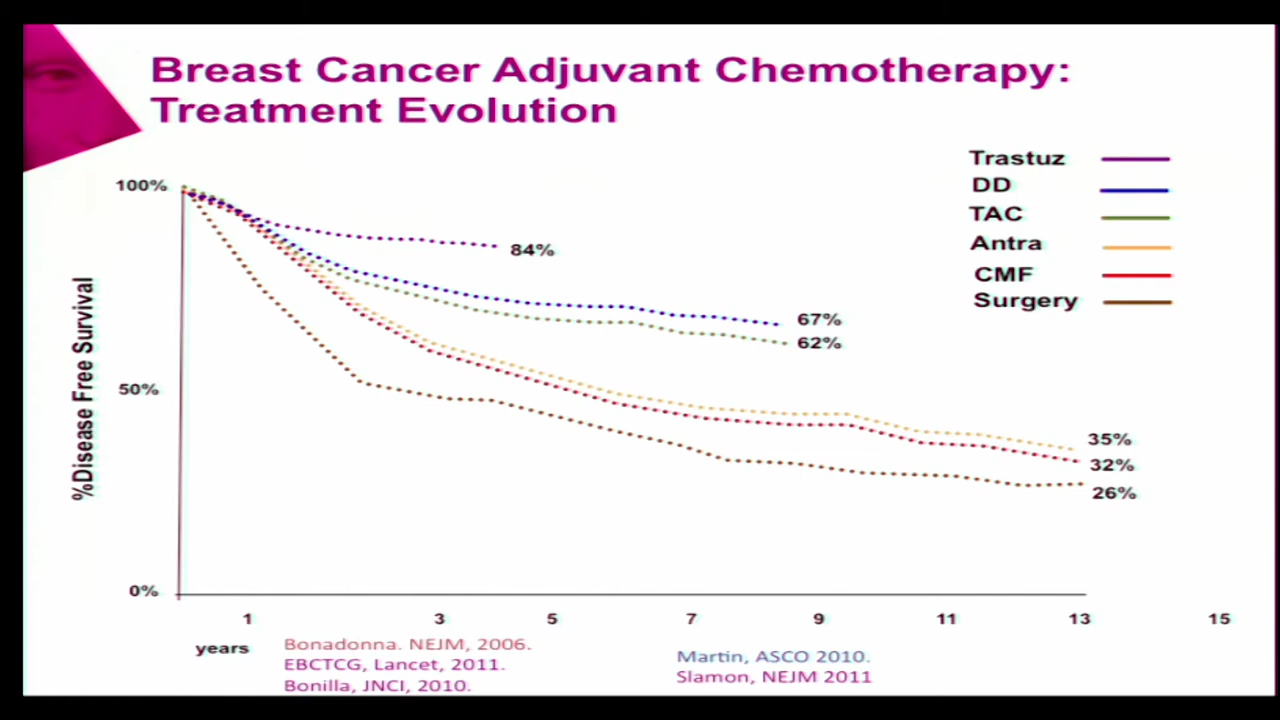 Breast Cancer Adjuvant Chemotherapy:
Treatment Evolution
Trastuz
DD
TAC
Antra
CMF
Surgery
100%
50%
0%
%Disease Free Survival
84%
67%
62%
35%
32%
26%
1 3 5 7 9 11 13 15
years
Bonadonna. NEJM, 2006.
EBCTCG, Lancet, 2011.
Bonilla, JNCI, 2010.
Martin, ASCO 2010.
Slamon, NEJM 2011